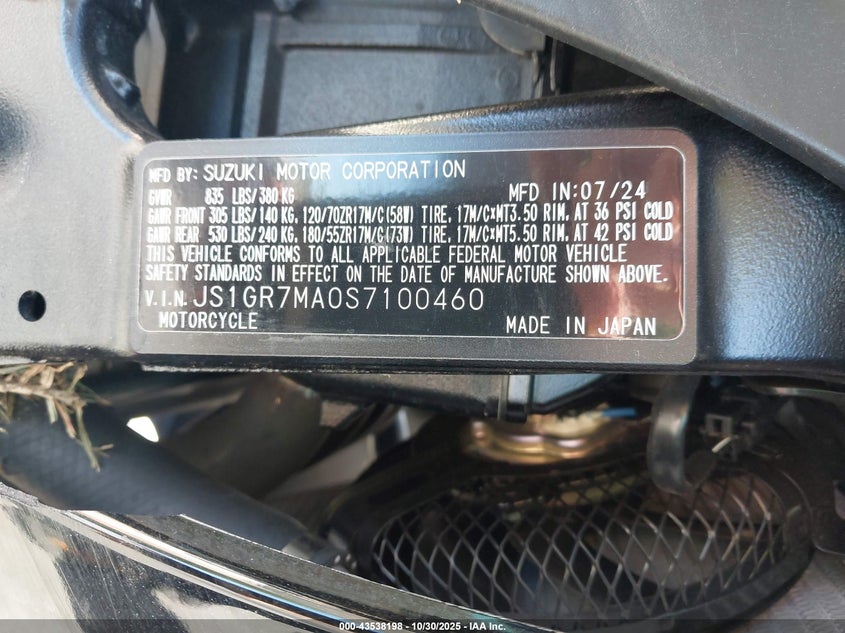 MFD BY: SUZUKI MOTOR CORPORATION
GVWR 835 LBS/380 KG MFD IN:07/24
GAWR FRONT 305 LBS/140 KG, 120/70ZR17M/C(58W) TIRE, 17M/C×MT3.50 RIM, AT 36 PSI COLD
GAWR REAR 530 LBS/240 KG, 180/55ZR17M/C(73W) TIRE, 17M/C×MT5.50 RIM, AT 42 PSI COLD
THIS VEHICLE CONFORMS TO ALL APPLICABLE FEDERAL MOTOR VEHICLE
SAFETY STANDARDS IN EFFECT ON THE DATE OF MANUFACTURE SHOWN ABOVE.
V.I.N. JS1GR7MA0S7100460
MOTORCYCLE MADE IN JAPAN
000-43538198 - 10/30/2025 - IAA Inc.